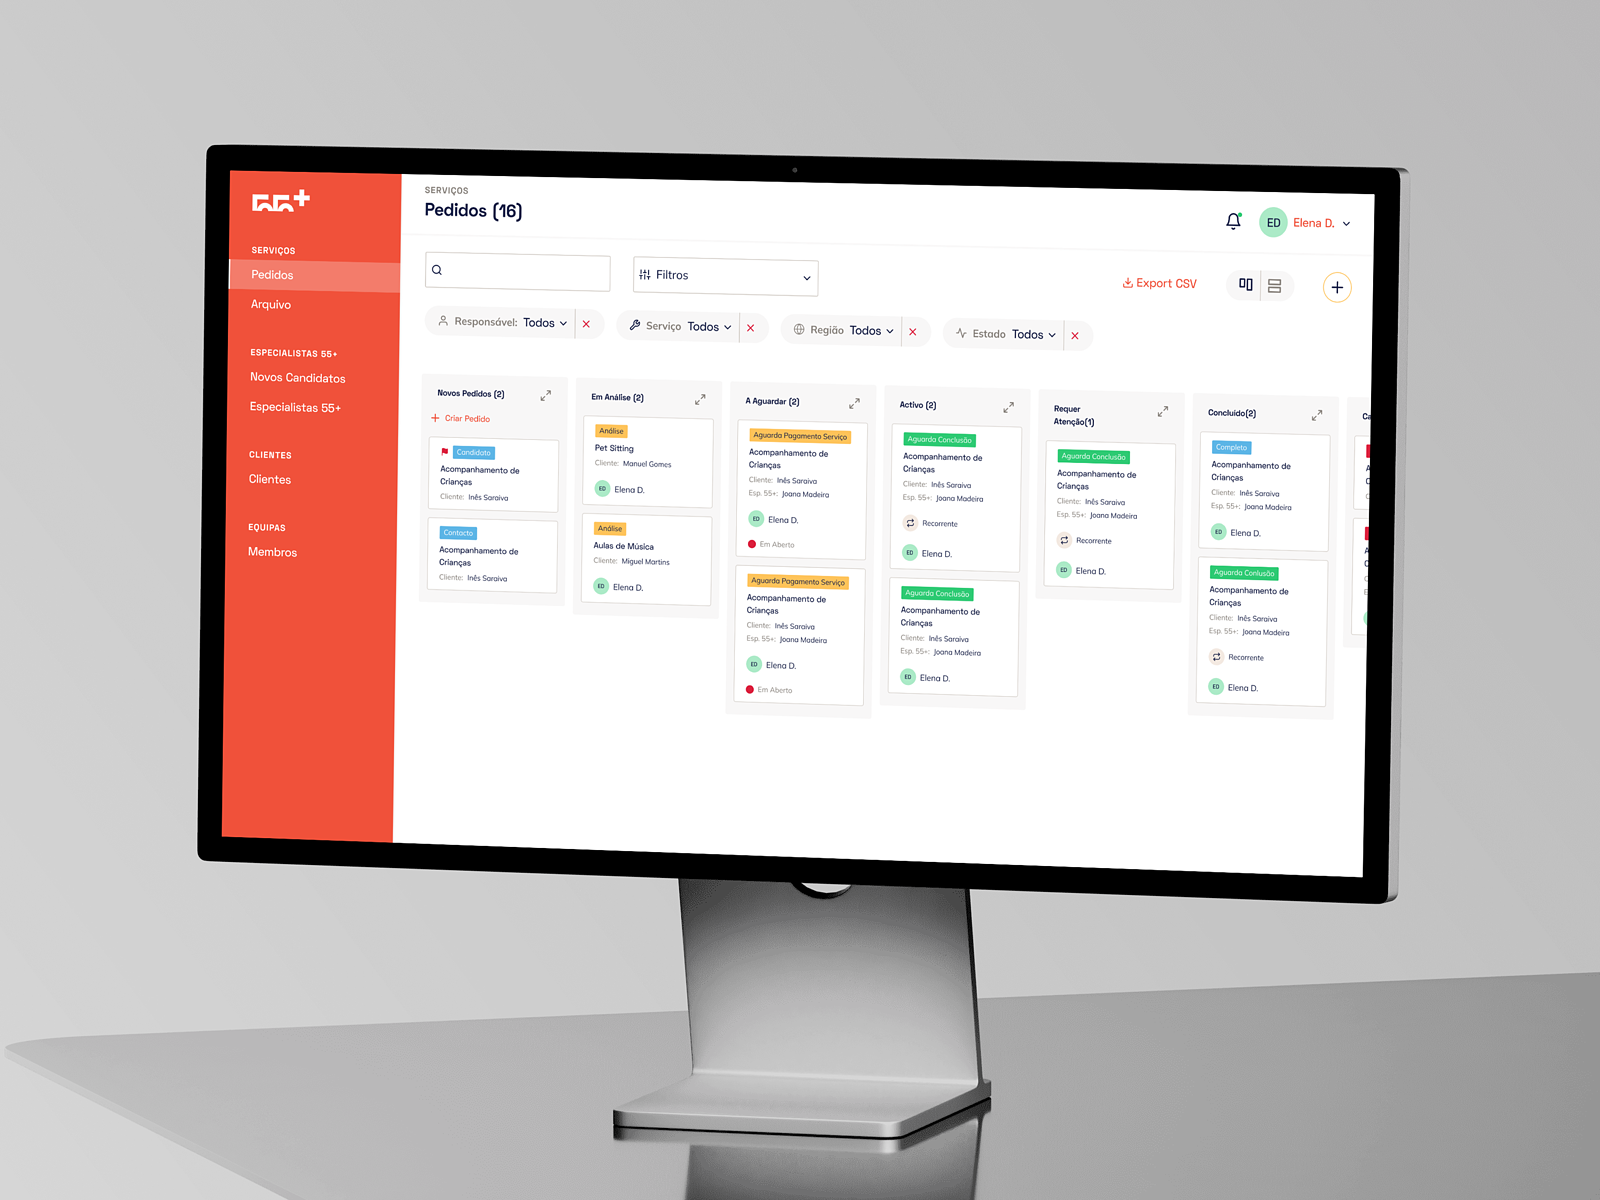 55+
SERVIÇOS
Pedidos
Arquivo
ESPECIALISTAS 55+
Novos Candidatos
Especialistas 55+
CLIENTES
Clientes
EQUIPAS
Membros
SERVIÇOS
Pedidos (16)
ED Elena D.
Filtros
Export CSV
Responsável: Todos
Serviço Todos
Região Todos
Estado Todos
Novos Pedidos (2)
Criar Pedido
Candidato
Acompanhamento de
Crianças
Cliente: Inês Saraiva
Contacto
Acompanhamento de
Crianças
Cliente: Inês Saraiva
Em Análise (2)
Análise
Pet Sitting
Cliente: Manuel Gomes
ED Elena D.
Análise
Aulas de Música
Cliente: Miguel Martins
ED Elena D.
A Aguardar (2)
Aguarda Pagamento Serviço
Acompanhamento de
Crianças
Cliente: Inês Saraiva
Esp. 55+: Joana Madeira
ED Elena D.
Em Aberto
Aguarda Pagamento Serviço
Acompanhamento de
Crianças
Cliente: Inês Saraiva
Esp. 55+: Joana Madeira
ED Elena D.
Em Aberto
Activo (2)
Aguarda Conclusão
Acompanhamento de
Crianças
Cliente: Inês Saraiva
Esp. 55+: Joana Madeira
Recorrente
ED Elena D.
Aguarda Conclusão
Acompanhamento de
Crianças
Cliente: Inês Saraiva
Esp. 55+: Joana Madeira
ED Elena D.
Requer
Atenção(1)
Aguarda Conclusão
Acompanhamento de
Crianças
Cliente: Inês Saraiva
Esp. 55+: Joana Madeira
Recorrente
ED Elena D.
Concluído(2)
Completo
Acompanhamento de
Crianças
Cliente: Inês Saraiva
Esp. 55+: Joana Madeira
ED Elena D.
Aguarda Conlusão
Acompanhamento de
Crianças
Cliente: Inês Saraiva
Esp. 55+: Joana Madeira
Recorrente
ED Elena D.